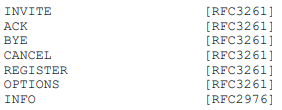 INVITE [RFC3261]
ACK [RFC3261]
BYE [RFC3261]
CANCEL [RFC3261]
REGISTER [RFC3261]
OPTIONS [RFC3261]
INFO [RFC2976]